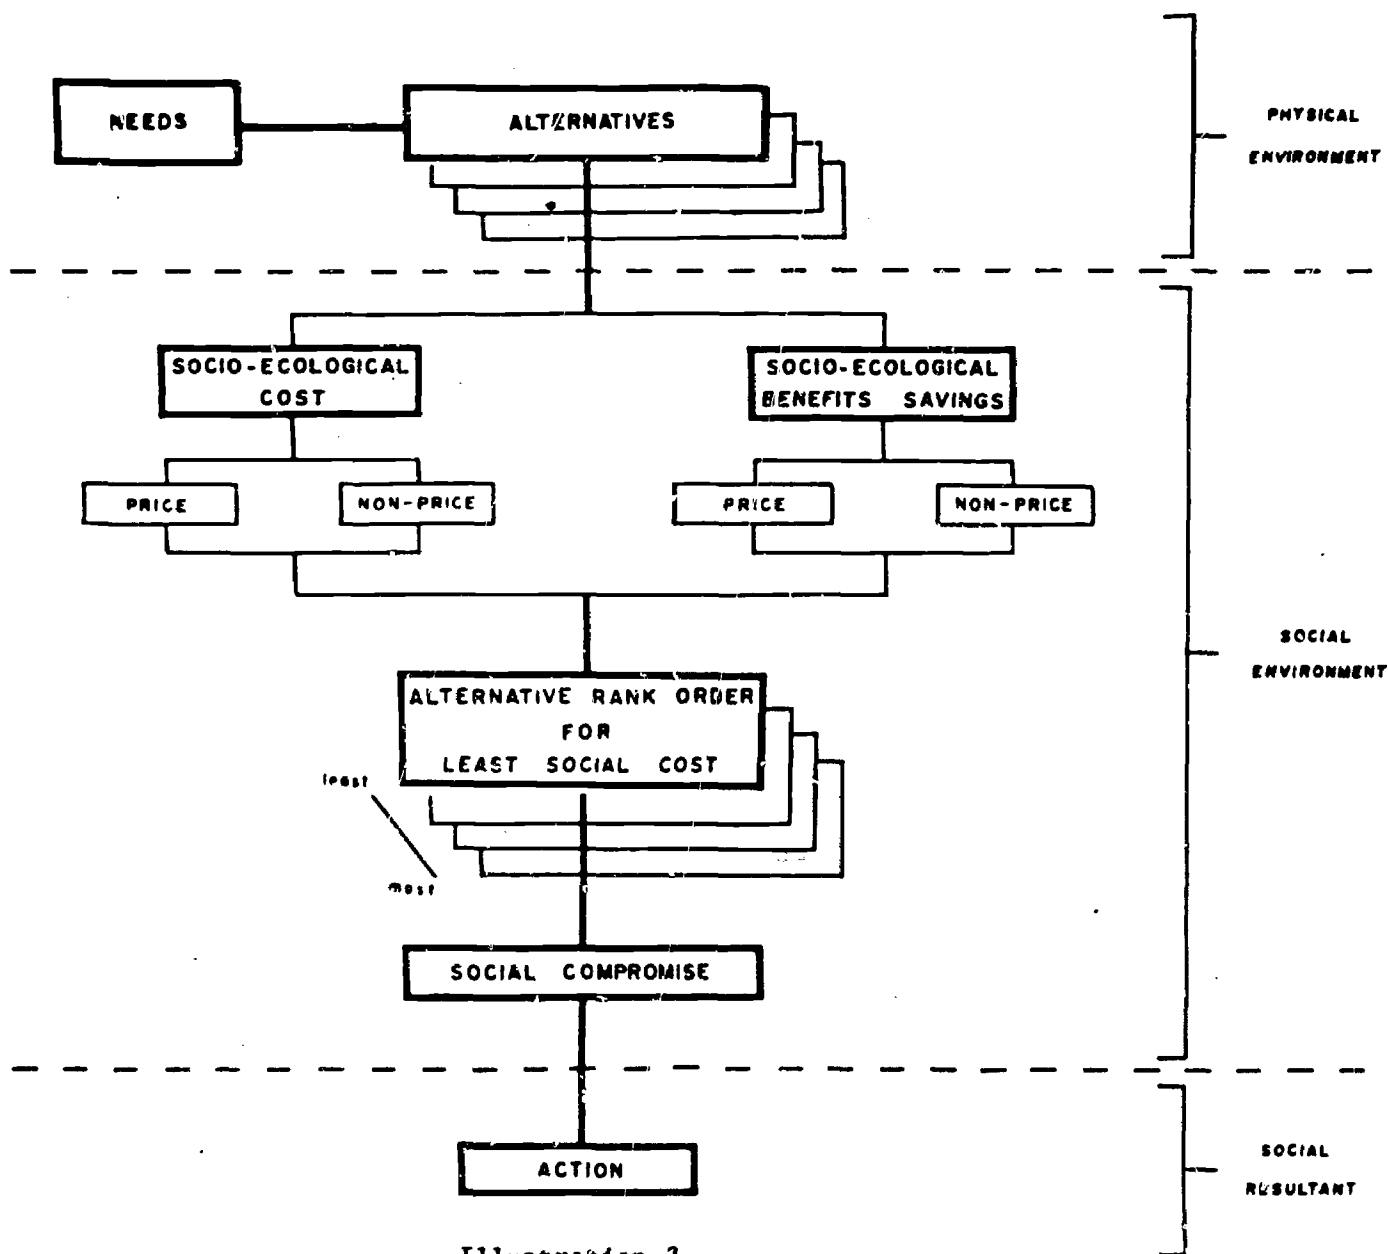 NEEDS
ALTERNATIVES
PHYSICAL
ENVIRONMENT
SOCIO-ECOLOGICAL
COST
SOCIO-ECOLOGICAL
BENEFITS SAVINGS
PRICE
NON-PRICE
PRICE
NON-PRICE
SOCIAL
ENVIRONMENT
ALTERNATIVE RANK ORDER
FOR
LEAST SOCIAL COST
least
most
SOCIAL COMPROMISE
ACTION
SOCIAL
RESULTANT
Illustration